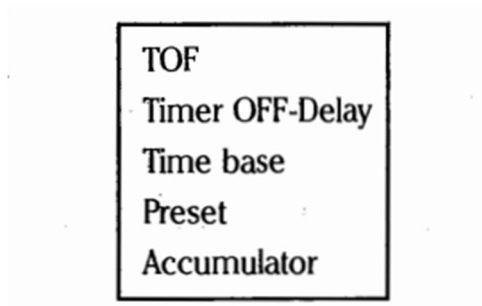 TOF
Timer OFF-Delay
Time base
Preset
Accumulator